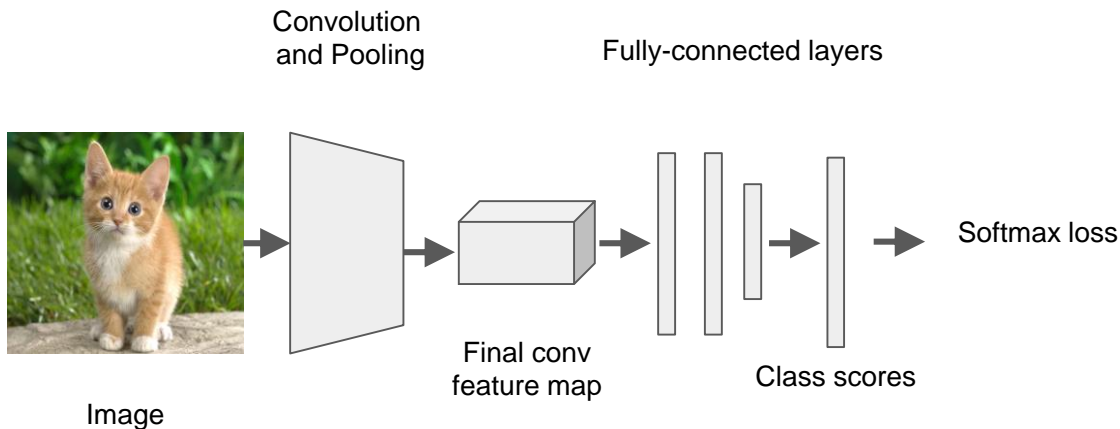 Convolution
and Pooling
Fully-connected layers
Softmax loss
Final conv
feature map
Class scores
Image